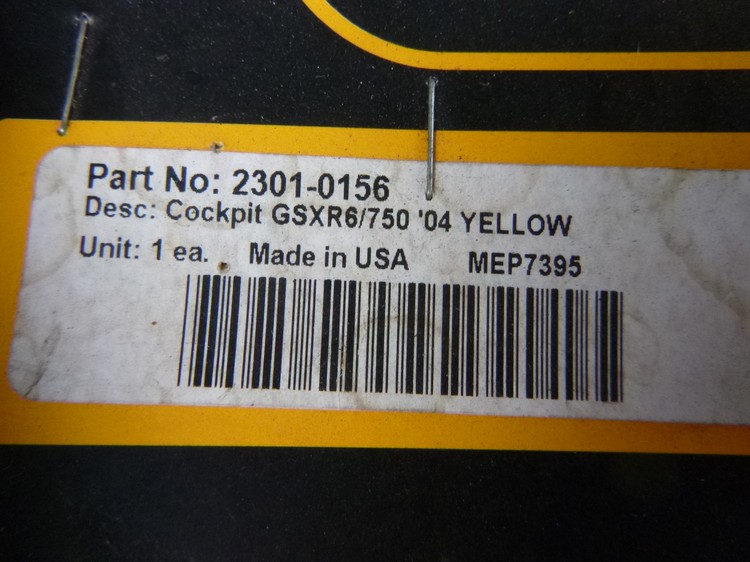 Part No: 2301-0156
Desc: Cockpit GSXR6/750 '04 YELLOW
Unit: 1 ea. Made in USA MEP7395